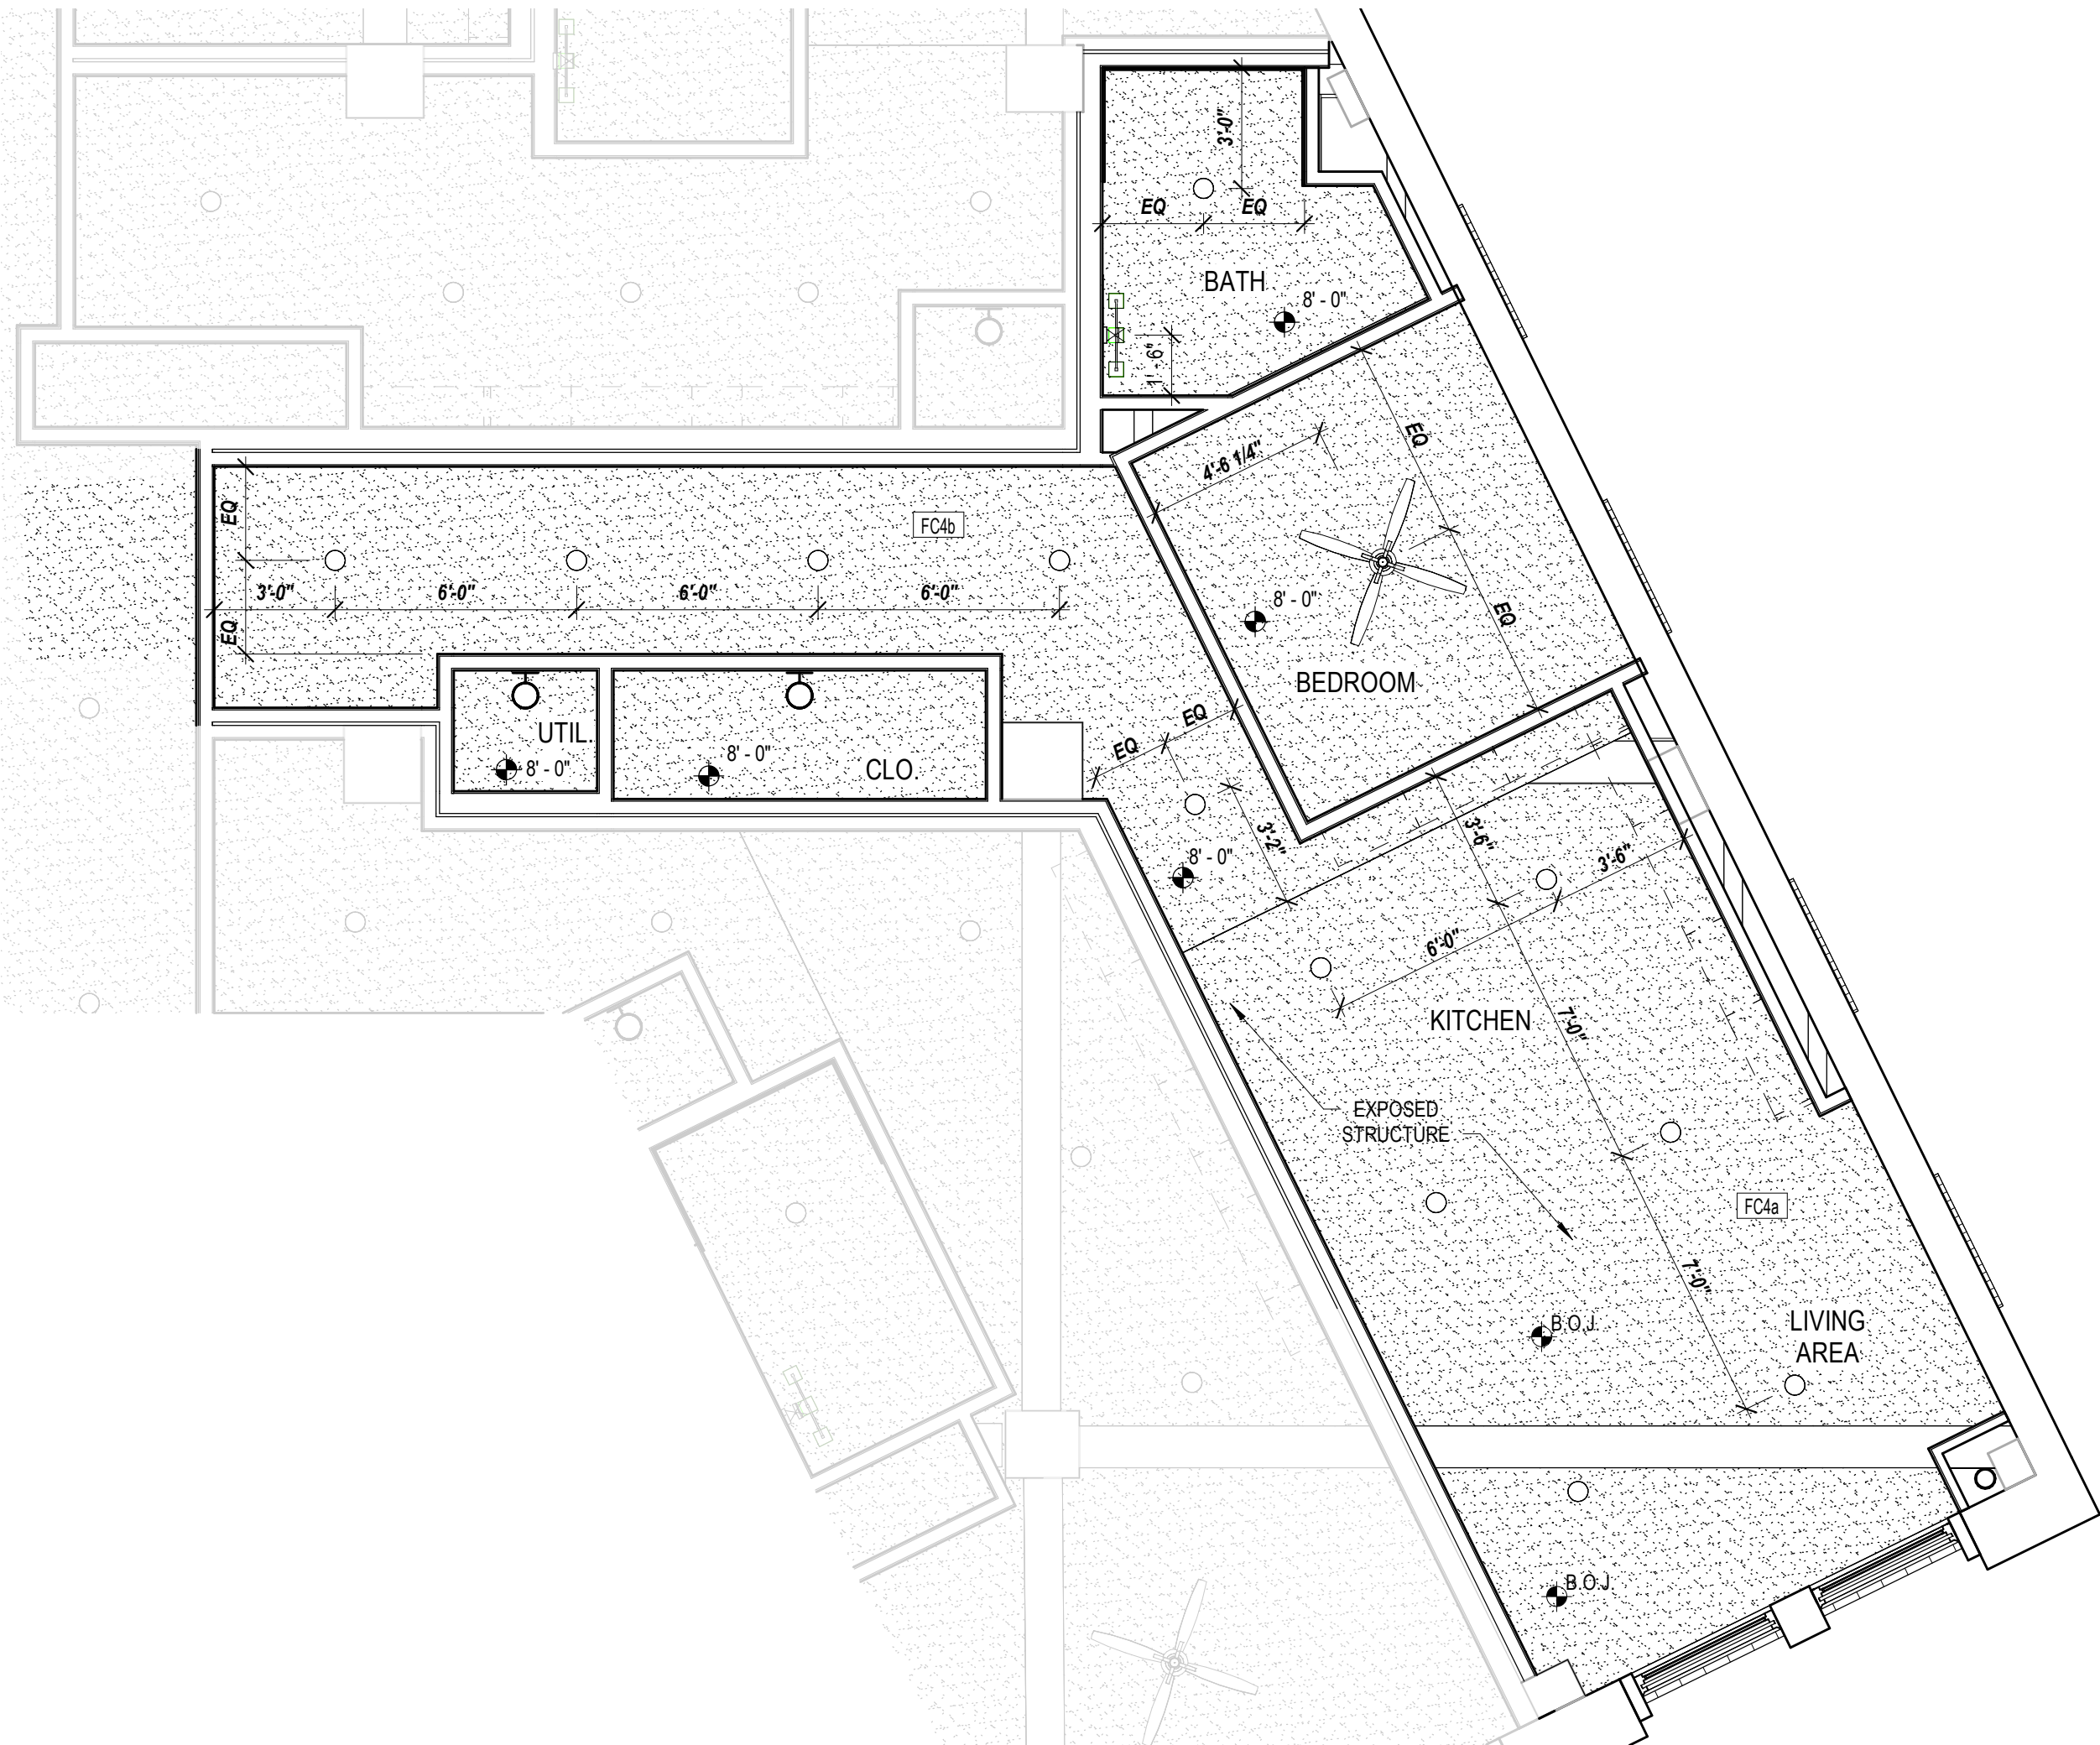 3'-0"
EQ
EQ
BATH
8' - 0"
1' - 6"
EQ
4'-6 1/4"
EQ
FC4b
3'-0"
6'-0"
6'-0"
6'-0"
EQ
8' - 0"
EQ
BEDROOM
UTIL.
8' - 0"
8' - 0"
CLO.
EQ
EQ
3'-2"
8' - 0"
3'-6"
3'-6"
6'-0"
KITCHEN
7'-0"
EXPOSED
STRUCTURE
FC4a
7'-0"
B.O.J.
LIVING
AREA
B.O.J.